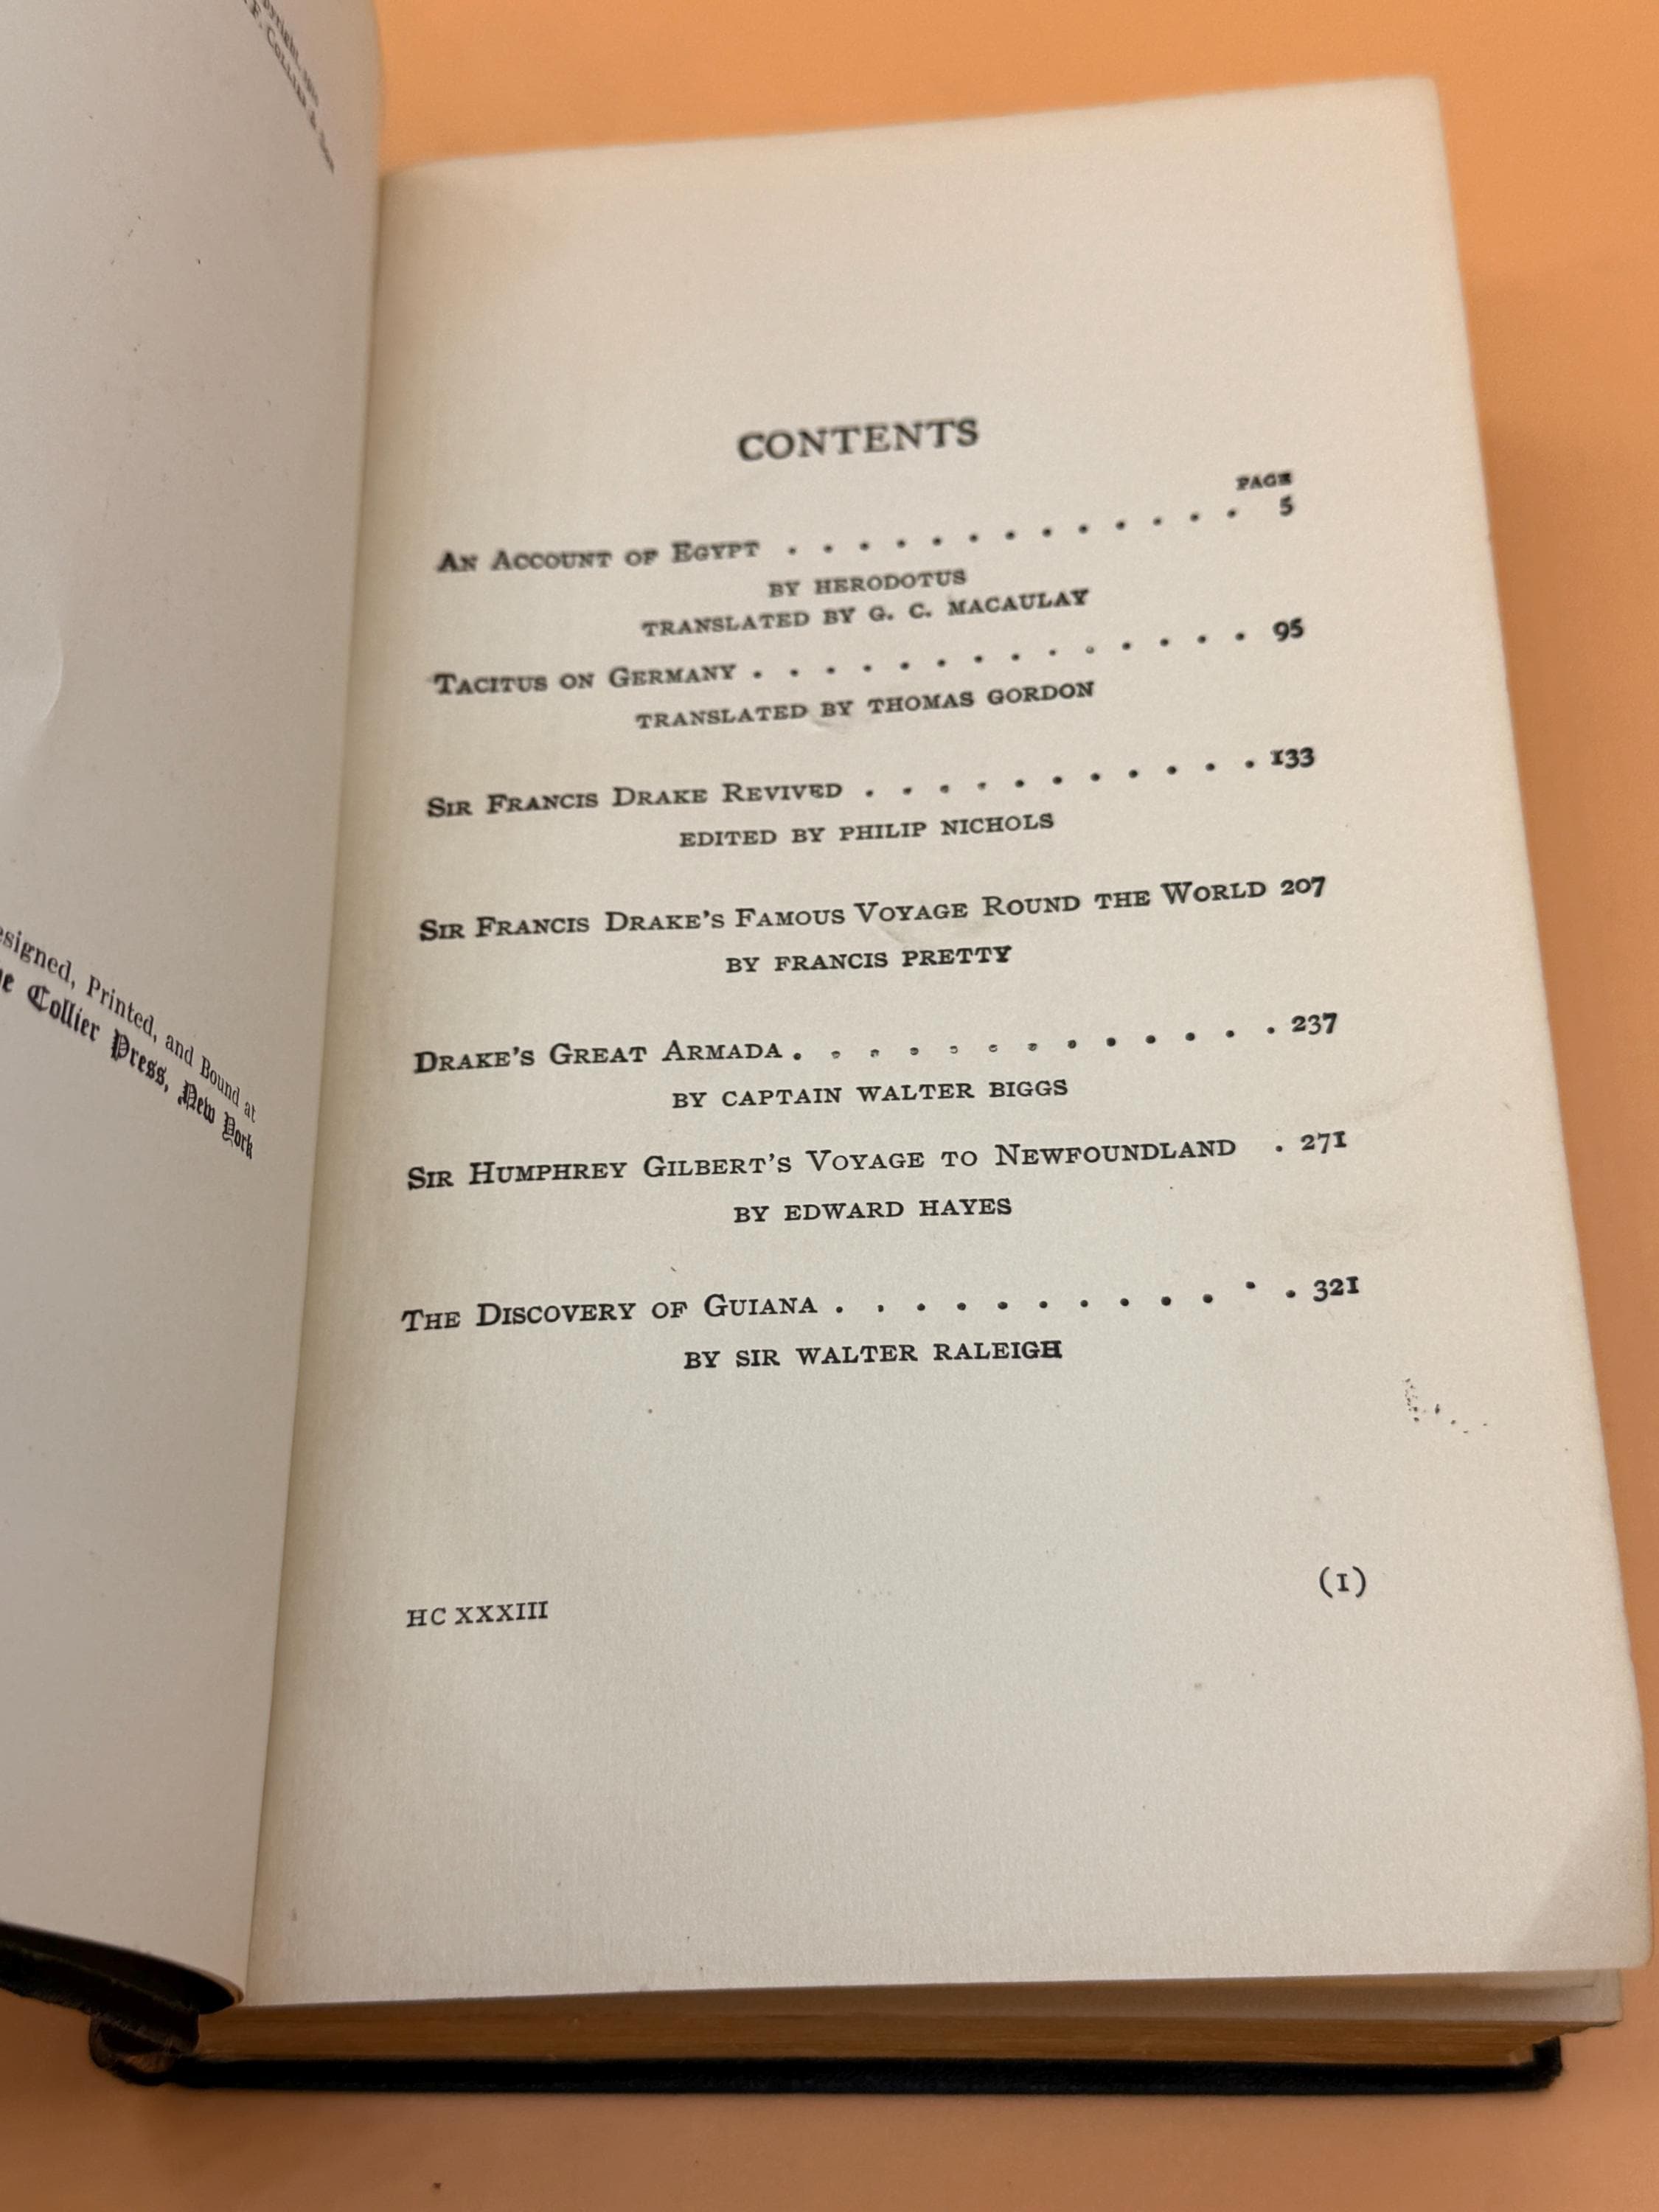 COLLIER & SON
esigned, Printed, and Bound at
e Collier Press, New York
CONTENTS
PAGE
AN ACCOUNT OF EGYPT . . . . . . . . . . . . . 5
BY HERODOTUS
TRANSLATED BY G. C. MACAULAY
TACITUS ON GERMANY . . . . . . . . . . . . . . 95
TRANSLATED BY THOMAS GORDON
SIR FRANCIS DRAKE REVIVED . . . . . . . . . . . 133
EDITED BY PHILIP NICHOLS
SIR FRANCIS DRAKE'S FAMOUS VOYAGE ROUND THE WORLD 207
BY FRANCIS PRETTY
DRAKE'S GREAT ARMADA . . . . . . . . . . . . . 237
BY CAPTAIN WALTER BIGGS
SIR HUMPHREY GILBERT'S VOYAGE TO NEWFOUNDLAND . 271
BY EDWARD HAYES
THE DISCOVERY OF GUIANA . . . . . . . . . . . . 321
BY SIR WALTER RALEIGH
HC XXXIII
(1)